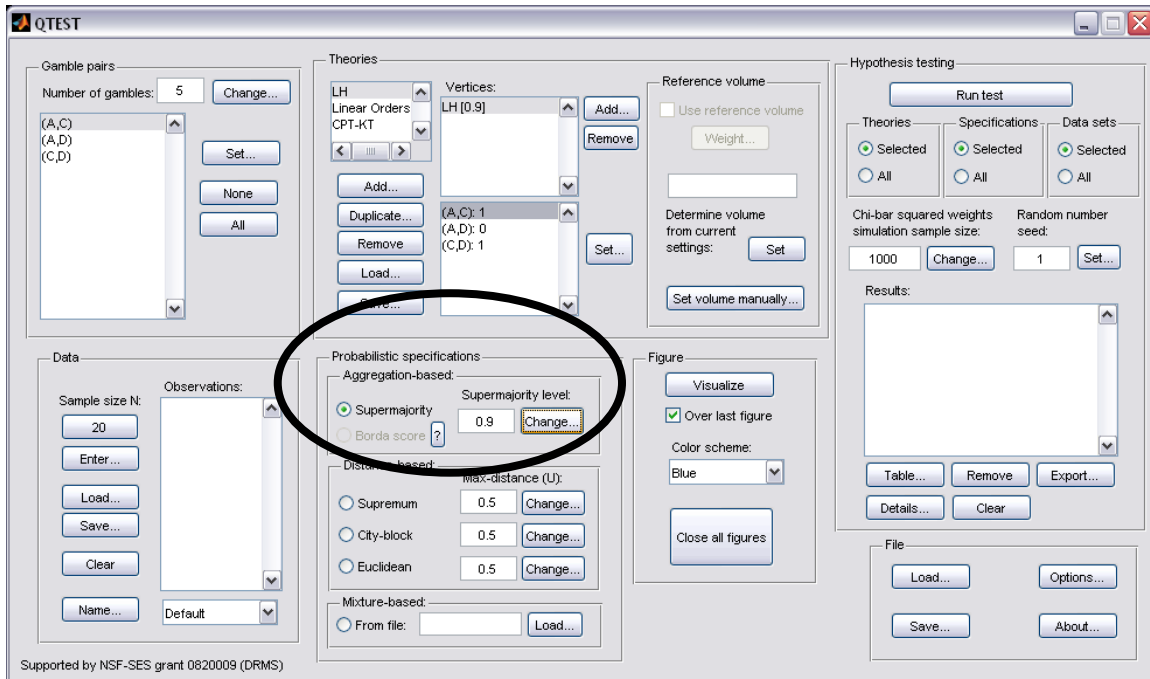 QTEST
Gamble pairs
Number of gambles: 5 Change...
(A,C)
(A,D)
(C,D)
Set...
None
All
Theories
LH
Linear Orders
CPT-KT
Add...
Duplicate...
Remove
Load...
Save...
Vertices:
LH [0.9]
Add...
Remove
(A,C): 1
(A,D): 0
(C,D): 1
Set...
Reference volume
Use reference volume
Weight...
Determine volume
from current
settings: Set
Set volume manually...
Hypothesis testing
Run test
Theories
Selected
All
Specifications
Selected
All
Data sets
Selected
All
Chi-bar squared weights
simulation sample size:
1000 Change...
Random number
seed:
1 Set...
Results:
Table... Remove Export...
Details... Clear
Data
Sample size N:
20
Enter...
Load...
Save...
Clear
Name...
Observations:
Default
Probabilistic specifications
Aggregation-based:
Supermajority level:
Supermajority 0.9 Change...
Borda score ?
Distance-based:
Max-distance (U):
Supremum 0.5 Change...
City-block 0.5 Change...
Euclidean 0.5 Change...
Mixture-based:
From file: Load...
Figure
Visualize
Over last figure
Color scheme:
Blue
Close all figures
File
Load... Options...
Save... About...
Supported by NSF-SES grant 0820009 (DRMS)